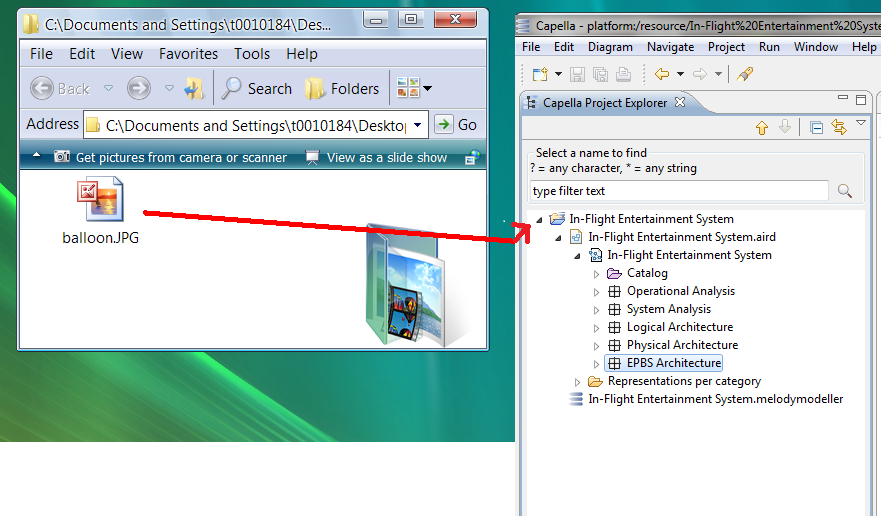 C:\Documents and Settings\t0010184\Des...
File Edit View Favorites Tools Help
Back Search Folders
Address C:\Documents and Settings\t0010184\Desktop Go
Get pictures from camera or scanner View as a slide show
balloon.JPG
Capella - platform:/resource/In-Flight%20Entertainment%20Syste
File Edit Diagram Navigate Project Run Window Help
Capella Project Explorer
Select a name to find
? = any character, * = any string
type filter text
In-Flight Entertainment System
In-Flight Entertainment System.aird
In-Flight Entertainment System
Catalog
Operational Analysis
System Analysis
Logical Architecture
Physical Architecture
EPBS Architecture
Representations per category
In-Flight Entertainment System.melodymodeller